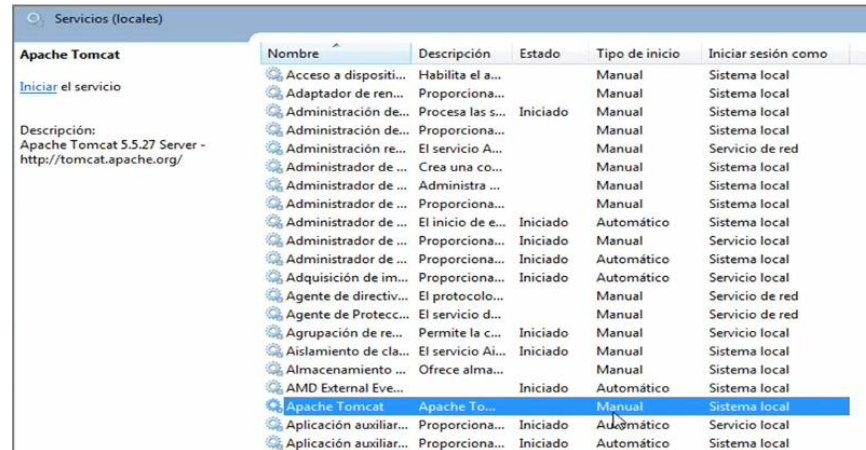 Servicios (locales)
Apache Tomcat
Iniciar el servicio
Descripción:
Apache Tomcat 5.5.27 Server -
http://tomcat.apache.org/
Nombre Descripción Estado Tipo de inicio Iniciar sesión como
Acceso a dispositi... Habilita el a... Manual Sistema local
Adaptador de ren... Proporciona... Manual Sistema local
Administración de... Procesa las s... Iniciado Manual Sistema local
Administración de... Proporciona... Manual Sistema local
Administración re... El servicio A... Manual Servicio de red
Administrador de ... Crea una co... Manual Sistema local
Administrador de ... Administra ... Manual Sistema local
Administrador de ... Proporciona... Manual Sistema local
Administrador de ... El inicio de e... Iniciado Automático Sistema local
Administrador de ... Proporciona... Iniciado Manual Servicio local
Administrador de ... Proporciona... Iniciado Automático Sistema local
Adquisición de im... Proporciona... Iniciado Automático Servicio local
Agente de directiv... El protocolo... Manual Servicio de red
Agente de Protecc... El servicio d... Manual Servicio de red
Agrupación de re... Permite la c... Iniciado Manual Servicio local
Aislamiento de cla... El servicio Ai... Iniciado Manual Sistema local
Almacenamiento ... Ofrece alma... Manual Sistema local
AMD External Eve... Iniciado Automático Sistema local
Apache Tomcat Apache To... Manual Sistema local
Aplicación auxiliar... Proporciona... Iniciado Automático Servicio local
Aplicación auxiliar... Proporciona... Iniciado Automático Sistema local